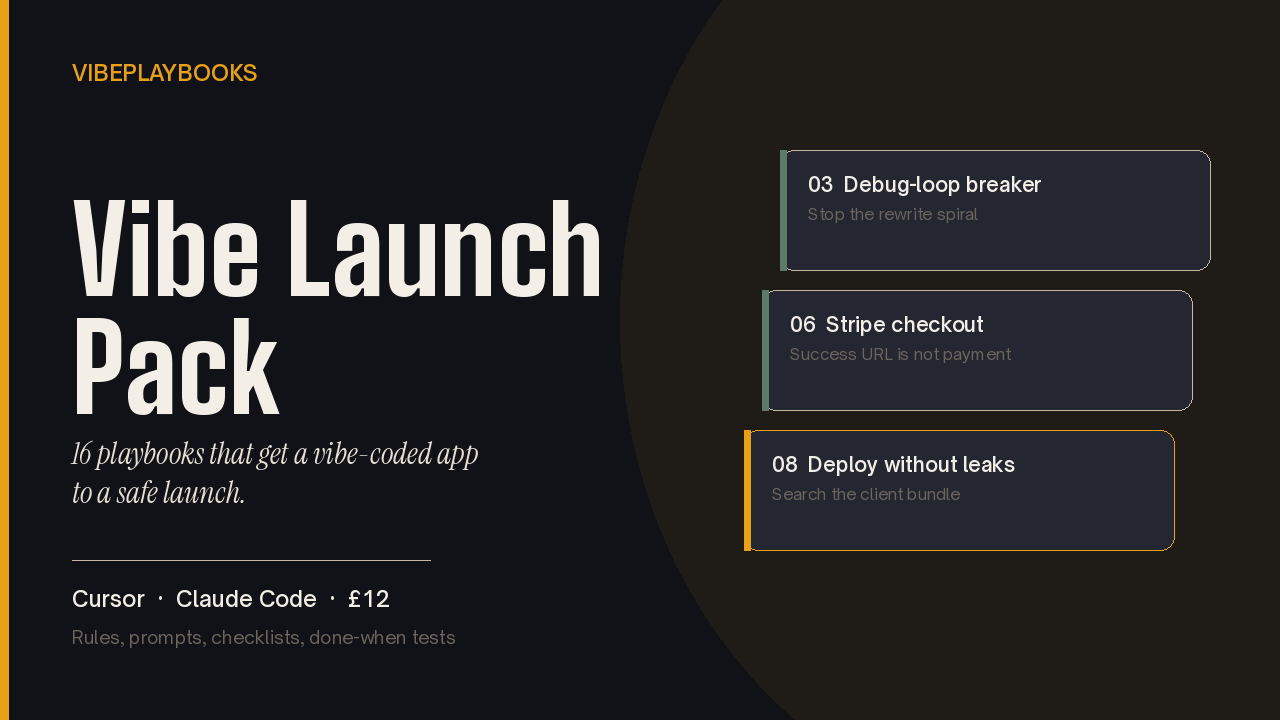 VIBEPLAYBOOKS
Vibe Launch
Pack
16 playbooks that get a vibe-coded app
to a safe launch.
Cursor · Claude Code · £12
Rules, prompts, checklists, done-when tests
03 Debug-loop breaker
Stop the rewrite spiral
06 Stripe checkout
Success URL is not payment
08 Deploy without leaks
Search the client bundle